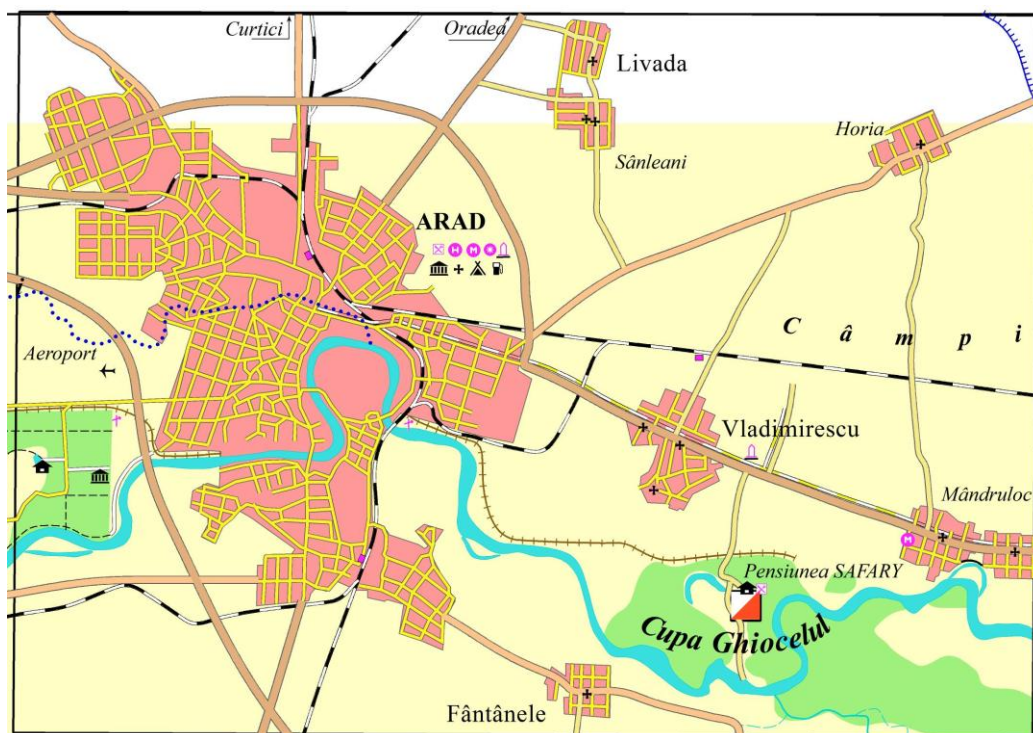 Curtici
Oradea
Livada
Horia
Sânleani
ARAD
H M
C â m p i
Aeroport
Vladimirescu
Mândruloc
M
Pensiunea SAFARY
Cupa Ghiocelul
Fântânele